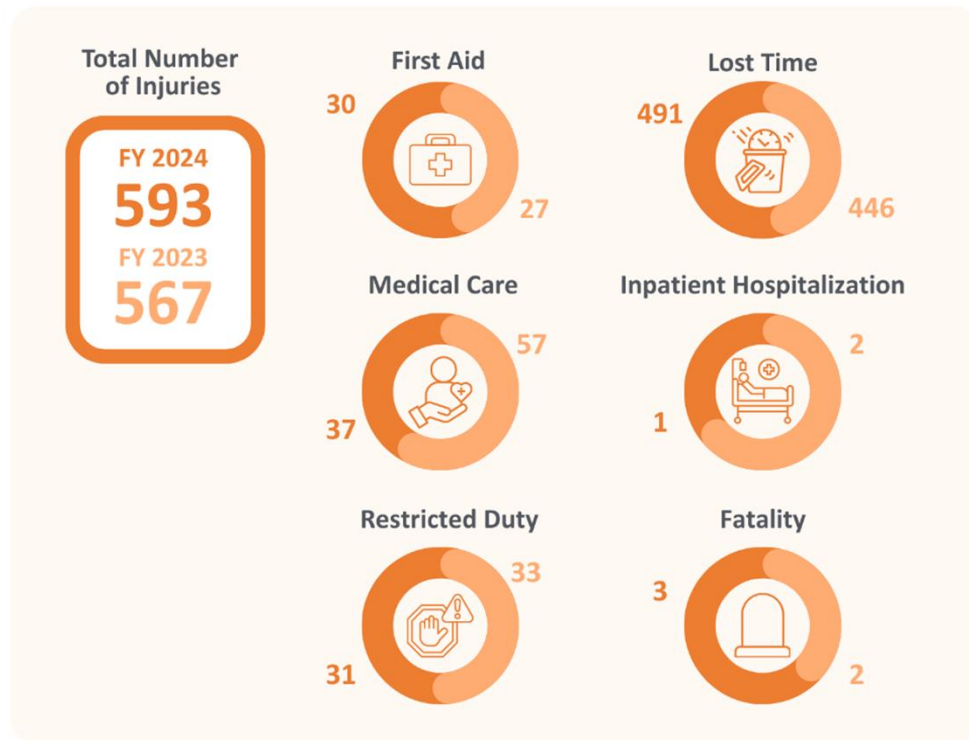 Total Number
of Injuries
FY 2024
593
FY 2023
567
First Aid
30
27
Lost Time
491
446
Medical Care
57
37
Inpatient Hospitalization
2
1
Restricted Duty
33
31
Fatality
3
2